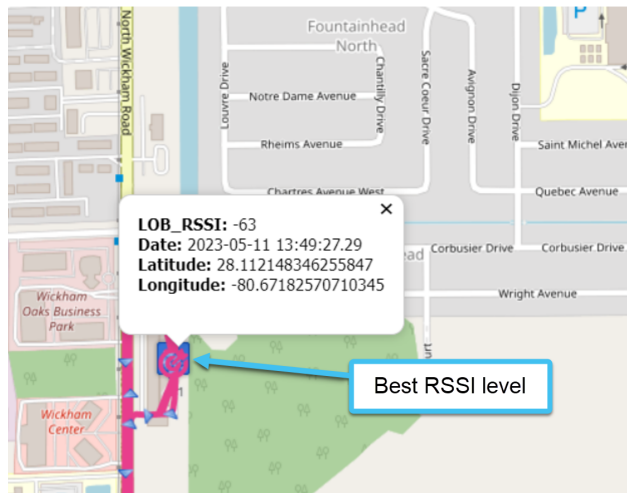 P
Fountainhead
North
North Wickham Road
Louvre Drive
Notre Dame Avenue
Chantilly Drive
Sacre Coeur Drive
Avignon Drive
Dijon Drive
Rheims Avenue
Saint Michel Aven
Chartres Avenue West
Quebec Avenue
LOB_RSSI: -63
Date: 2023-05-11 13:49:27.29
Latitude: 28.112148346255847
Longitude: -80.67182570710345
ead
Corbusier Drive
Corbusier Drive
Wright Avenue
Wickham
Oaks Business
Park
Best RSSI level
1
Wickham
Center